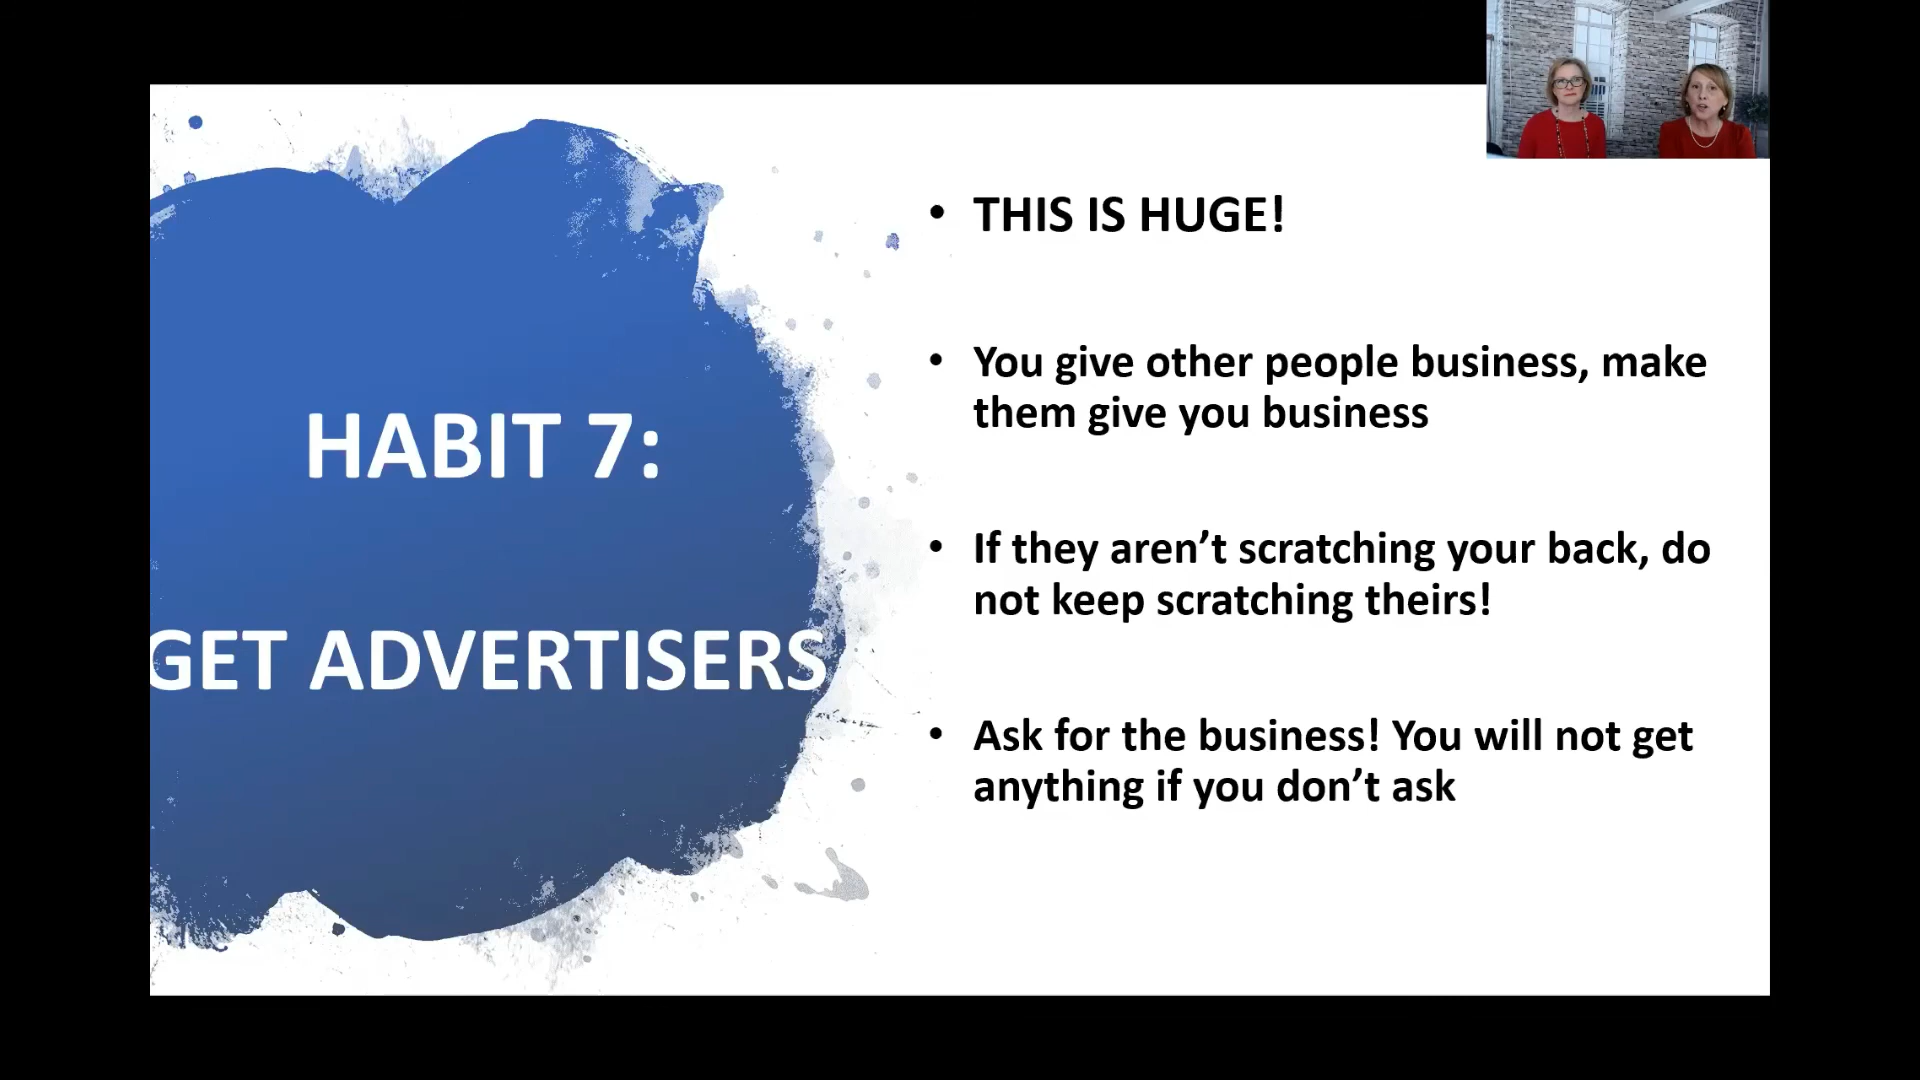 HABIT 7:
GET ADVERTISERS
• THIS IS HUGE!
• You give other people business, make
them give you business
• If they aren’t scratching your back, do
not keep scratching theirs!
• Ask for the business! You will not get
anything if you don’t ask